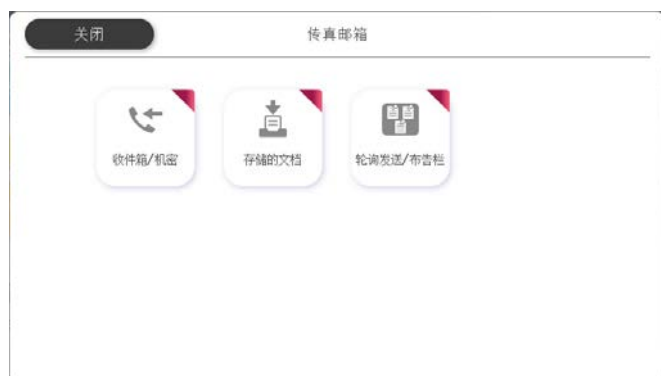 关闭
传真邮箱
收件箱/机密
存储的文档
轮询发送/布告栏